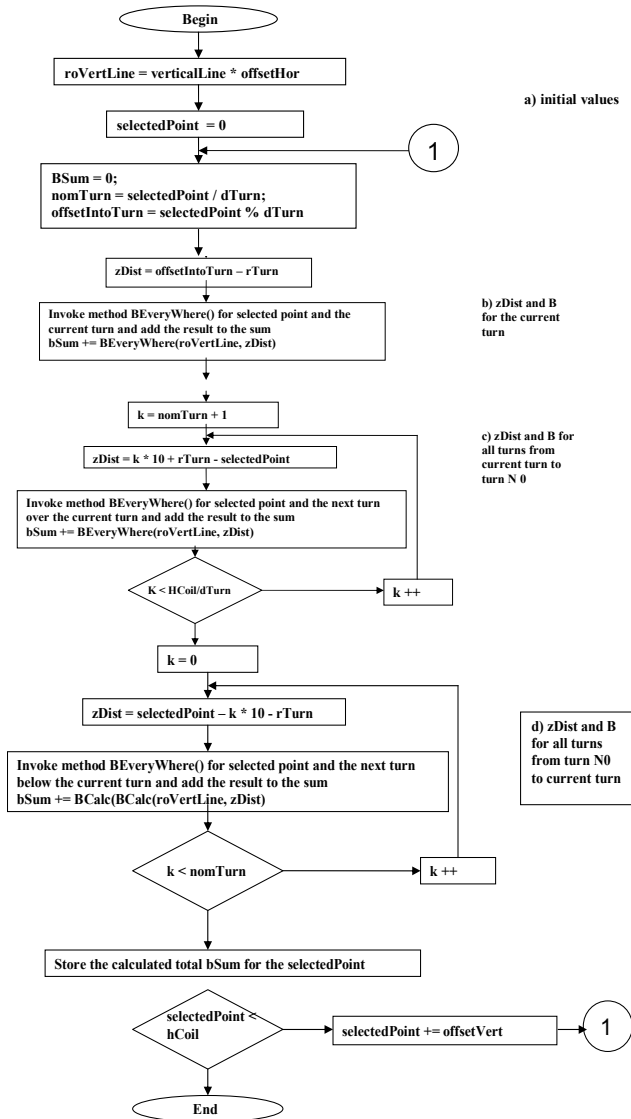 Begin
roVertLine = verticalLine * offsetHor
a) initial values
selectedPoint = 0
1
BSum = 0;
nomTurn = selectedPoint / dTurn;
offsetIntoTurn = selectedPoint % dTurn
zDist = offsetIntoTurn – rTurn
Invoke method BEveryWhere() for selected point and the
current turn and add the result to the sum
bSum += BEveryWhere(roVertLine, zDist)
b) zDist and B
for the current
turn
k = nomTurn + 1
zDist = k * 10 + rTurn - selectedPoint
c) zDist and B for
all turns from
current turn to
turn N 0
Invoke method BEveryWhere() for selected point and the next turn
over the current turn and add the result to the sum
bSum += BEveryWhere(roVertLine, zDist)
K < HCoil/dTurn
k ++
k = 0
zDist = selectedPoint – k * 10 - rTurn
d) zDist and B
for all turns
from turn N0
to current turn
Invoke method BEveryWhere() for selected point and the next turn
below the current turn and add the result to the sum
bSum += BCalc(BCalc(roVertLine, zDist)
k < nomTurn
k ++
Store the calculated total bSum for the selectedPoint
selectedPoint <
hCoil
selectedPoint += offsetVert
1
End